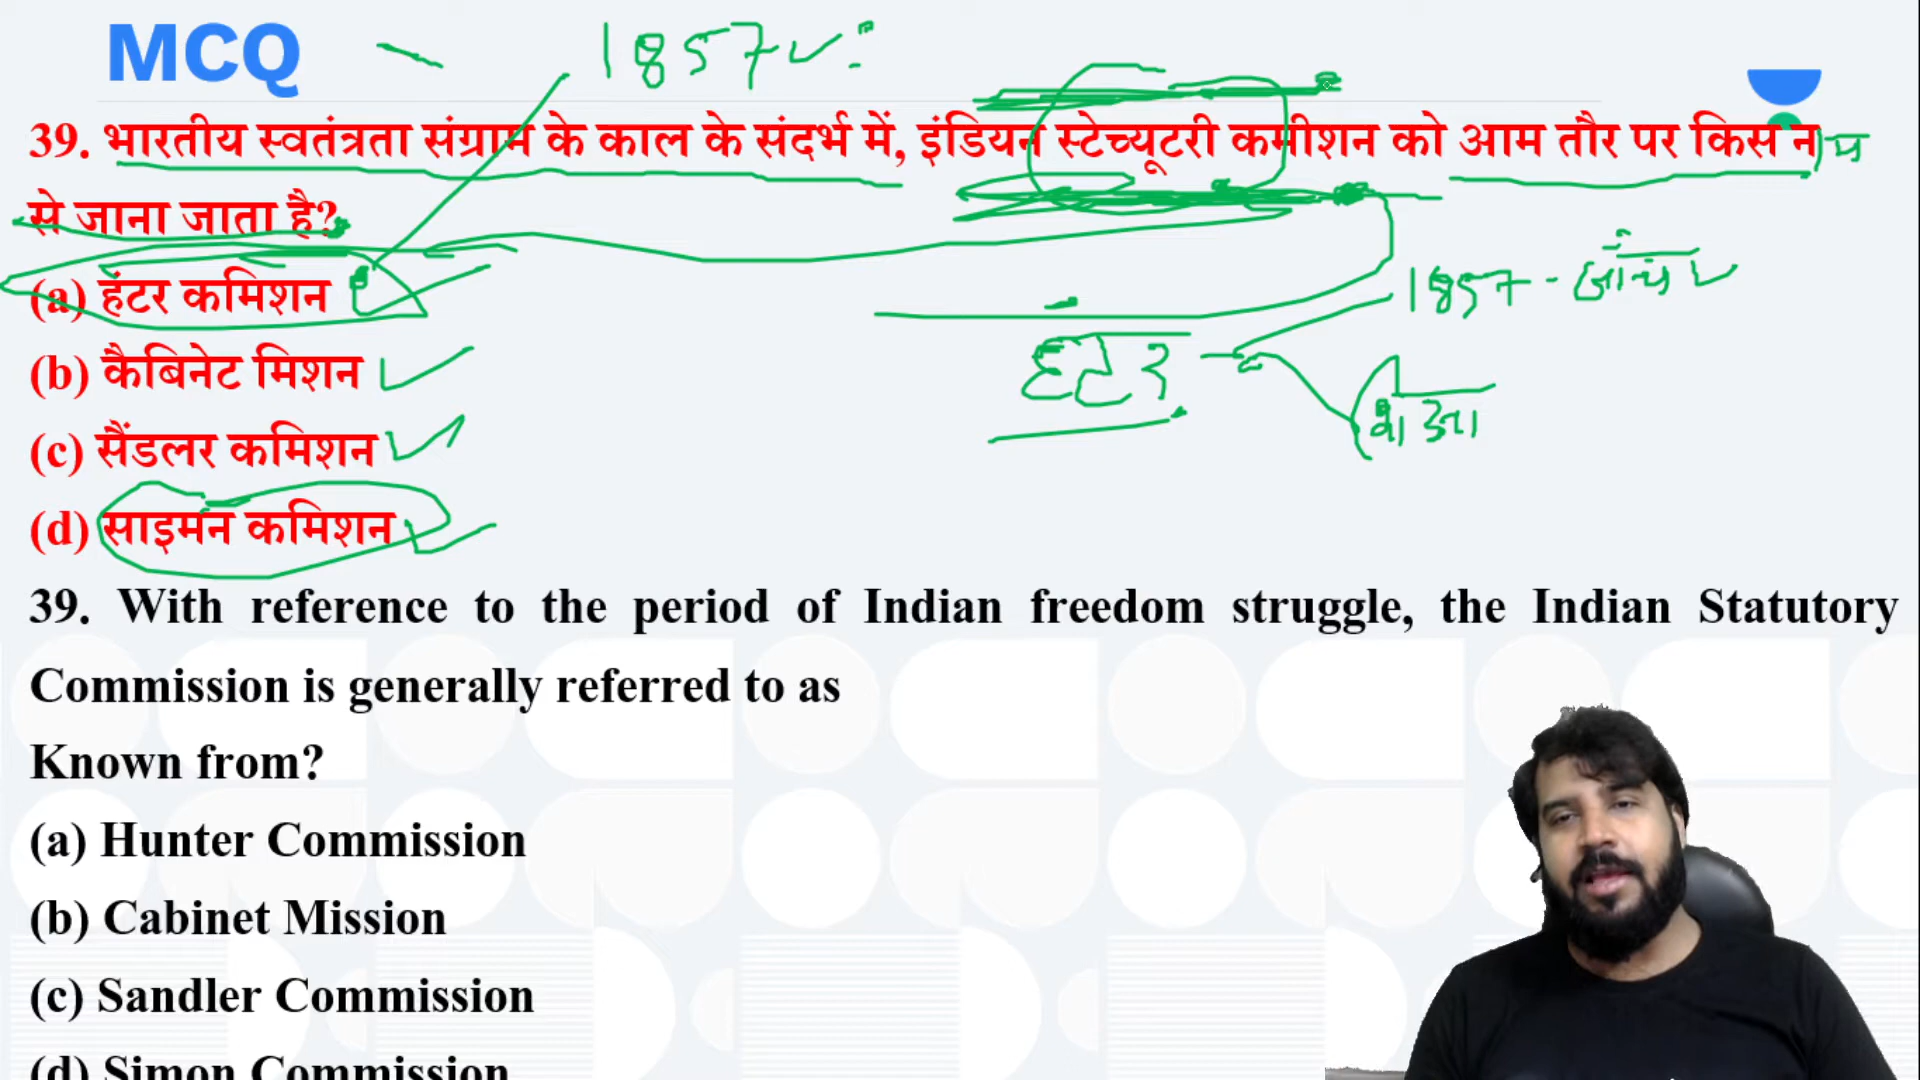 MCQ
1857
39. भारतीय स्वतंत्रता संग्राम के काल के संदर्भ में, इंडियन स्टेच्यूटरी कमीशन को आम तौर पर किस नाम
से जाना जाता है?
(a) हंटर कमिशन
1857 - जांच
(b) कैबिनेट मिशन
हंटर
(c) सैंडलर कमिशन
(d) साइमन कमिशन
39. With reference to the period of Indian freedom struggle, the Indian Statutory
Commission is generally referred to as
Known from?
(a) Hunter Commission
(b) Cabinet Mission
(c) Sandler Commission
(d) Simon Commission